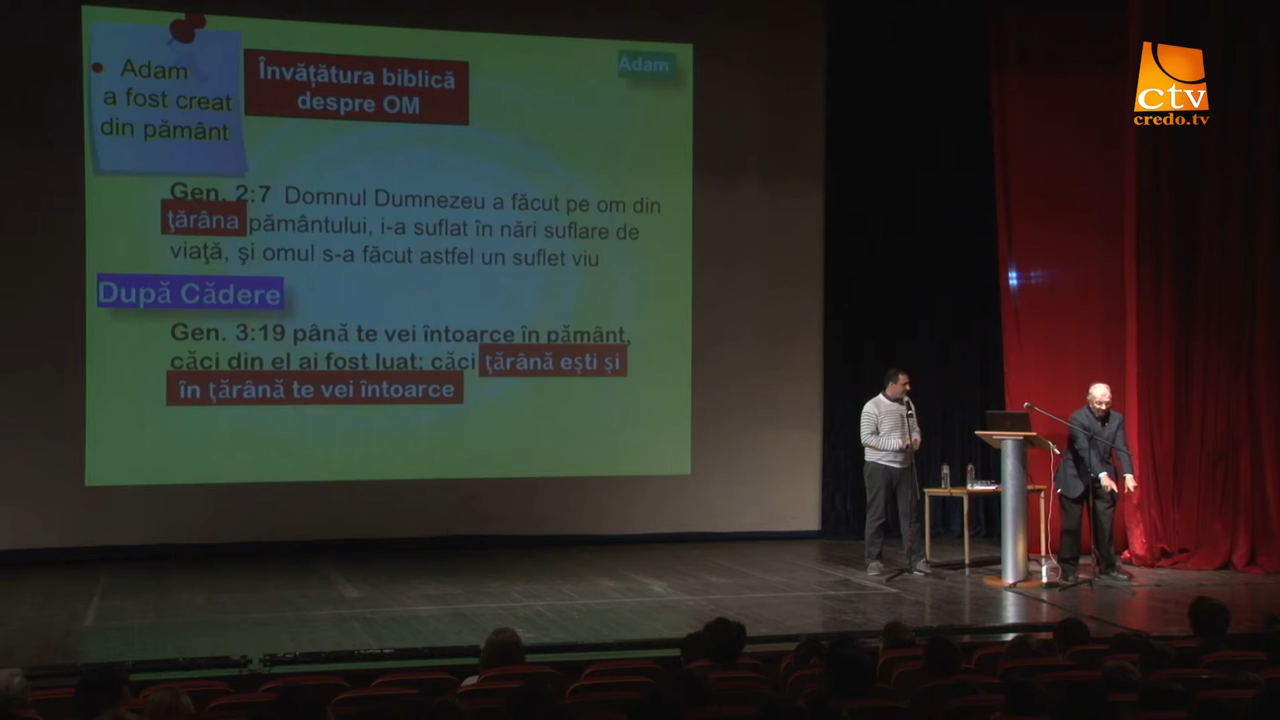 Adam
a fost creat
din pământ
Învățătura biblică
despre OM
Adam
Gen. 2:7 Domnul Dumnezeu a făcut pe om din
ţărâna pământului, i-a suflat în nări suflare de
viaţă, şi omul s-a făcut astfel un suflet viu
După Cădere
Gen. 3:19 până te vei întoarce în pământ,
căci din el ai fost luat; căci ţărână eşti şi
în ţărână te vei întoarce
ctv
credo.tv